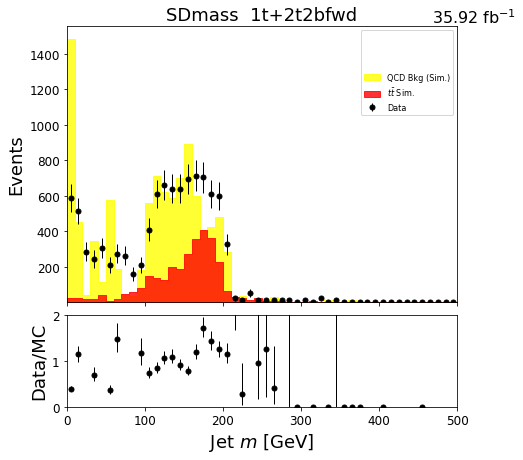 SDmass 1t+2t2bfwd
35.92 fb⁻¹
QCD Bkg (Sim.)
tt̄ Sim.
Data
Events
1400
1200
1000
800
600
400
200
Data/MC
2
1
0
0 100 200 300 400 500
Jet m [GeV]